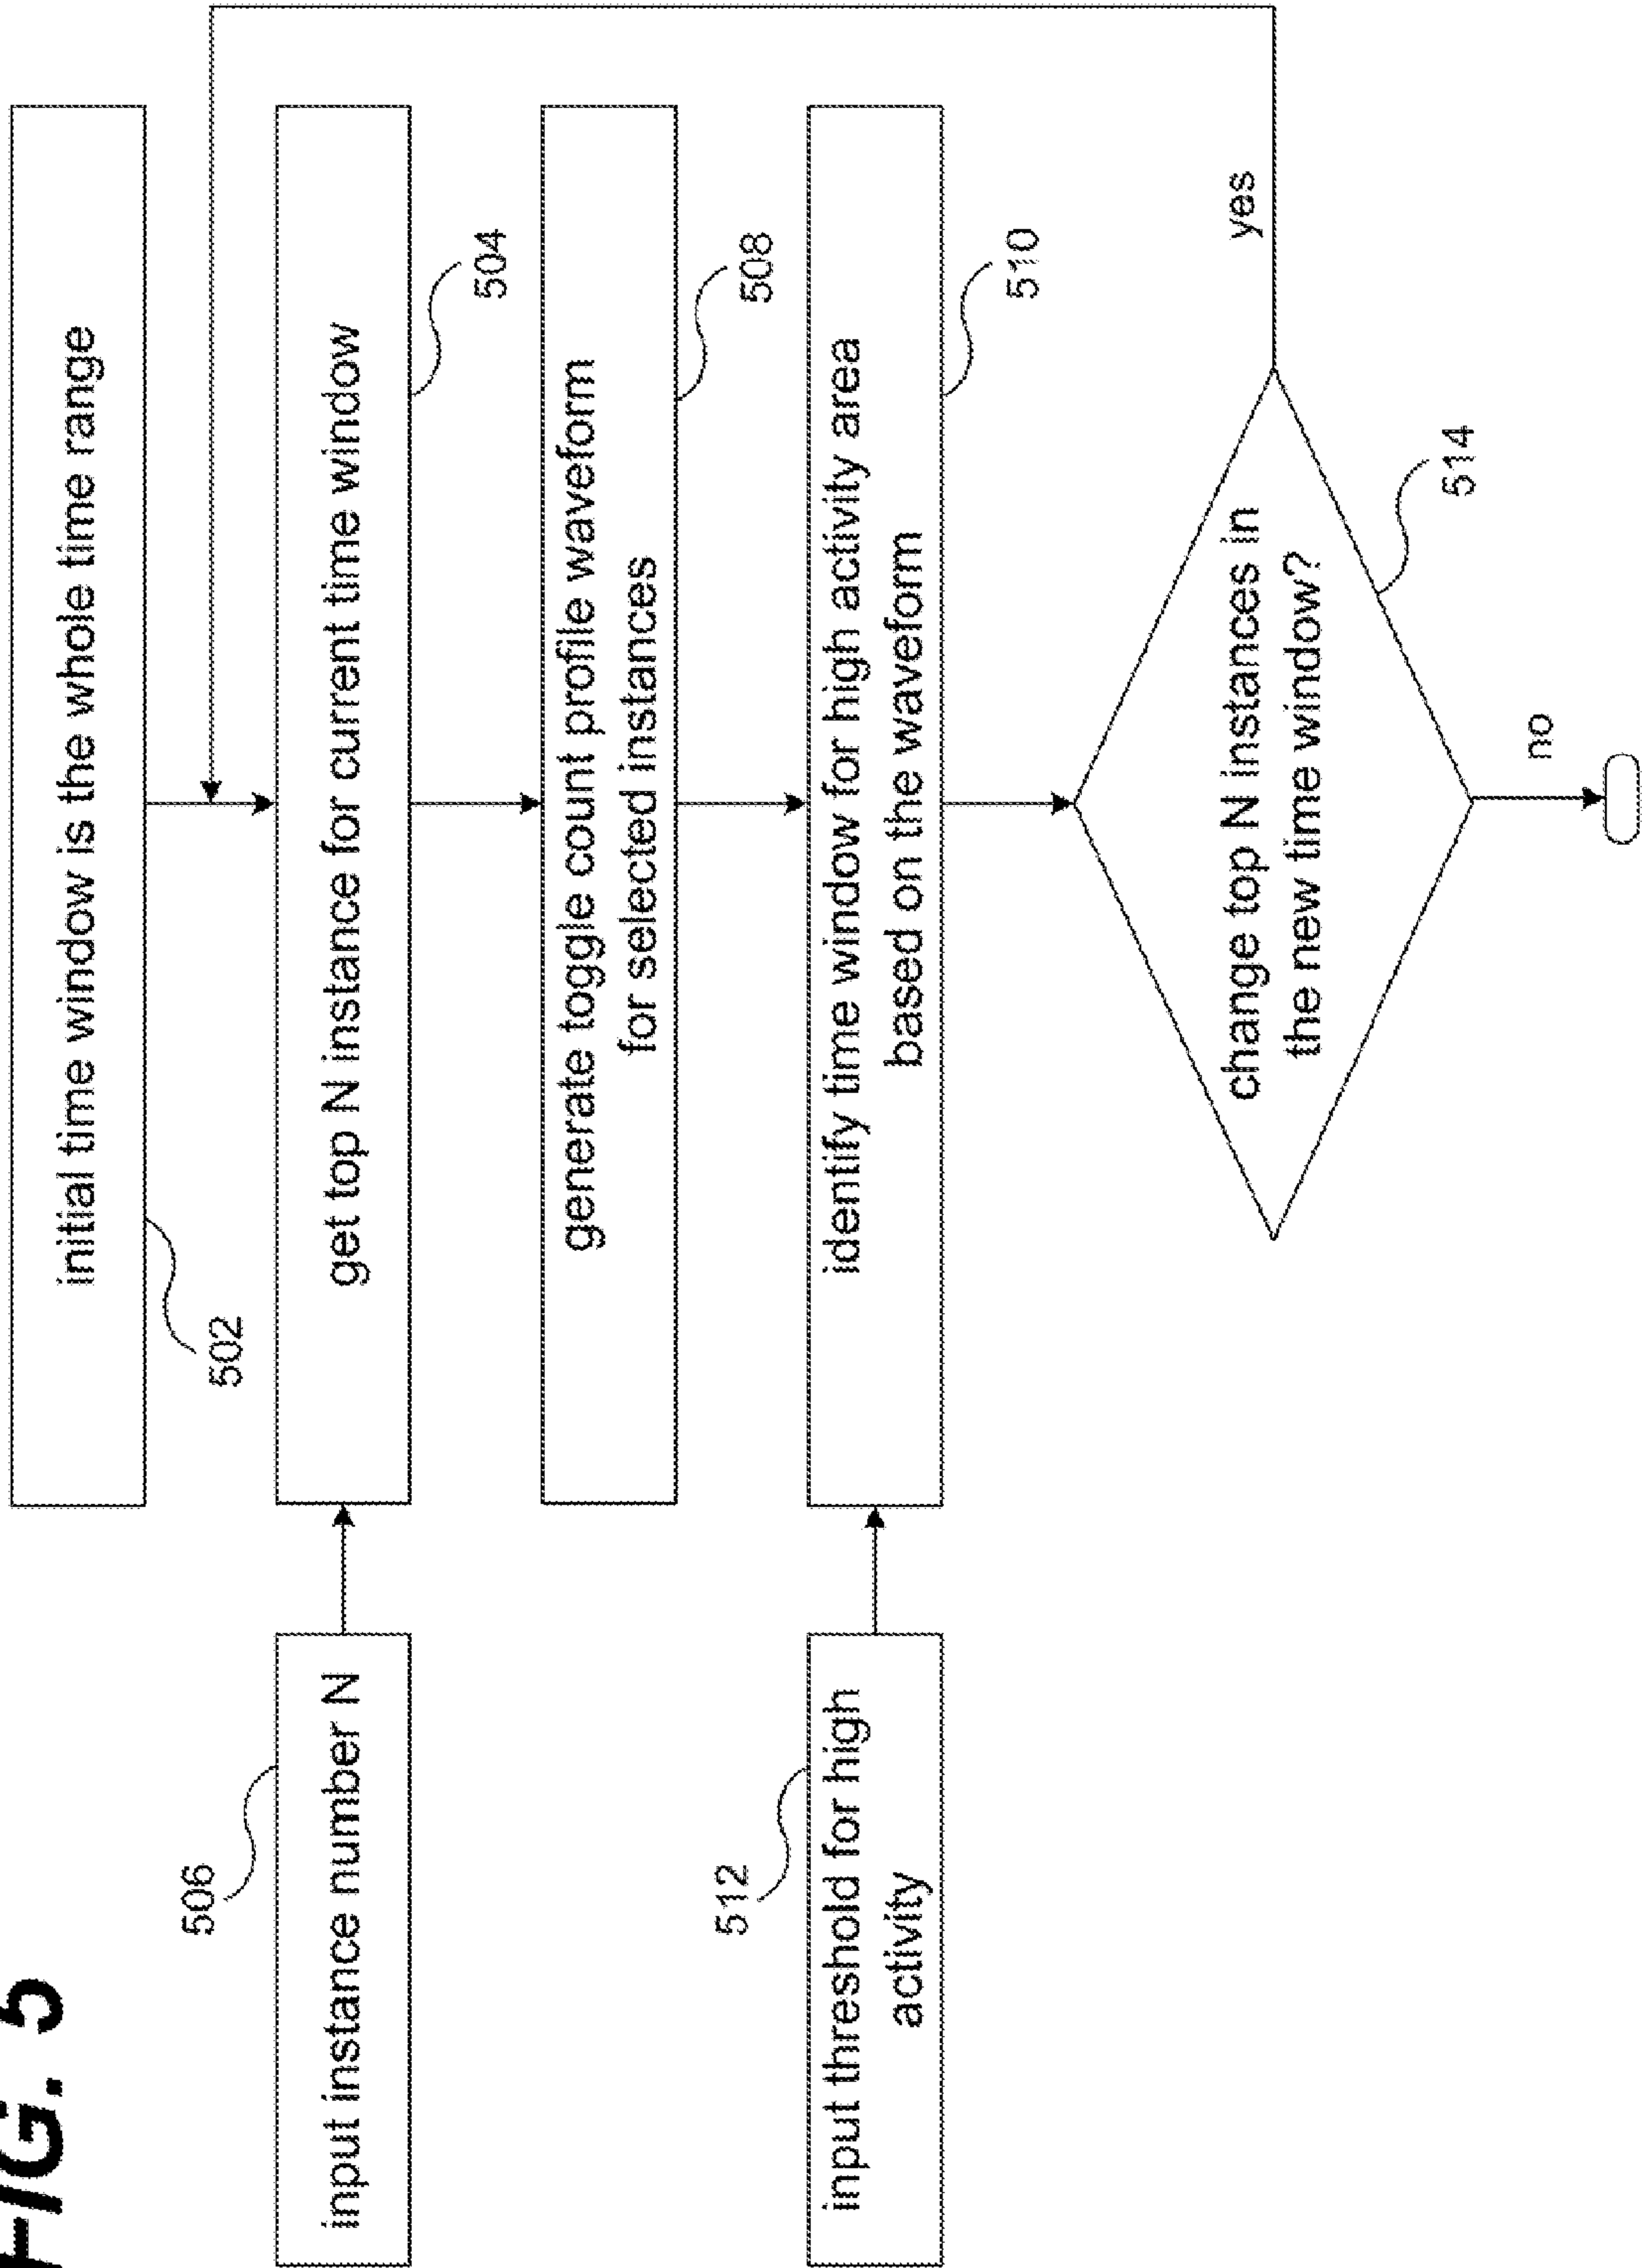 FIG. 5
initial time window is the whole time range
502
506
input instance number N
get top N instance for current time window
504
generate toggle count profile waveform
for selected instances
508
512
input threshold for high
activity
identify time window for high activity area
based on the waveform
510
change top N instances in
the new time window?
514
yes
no